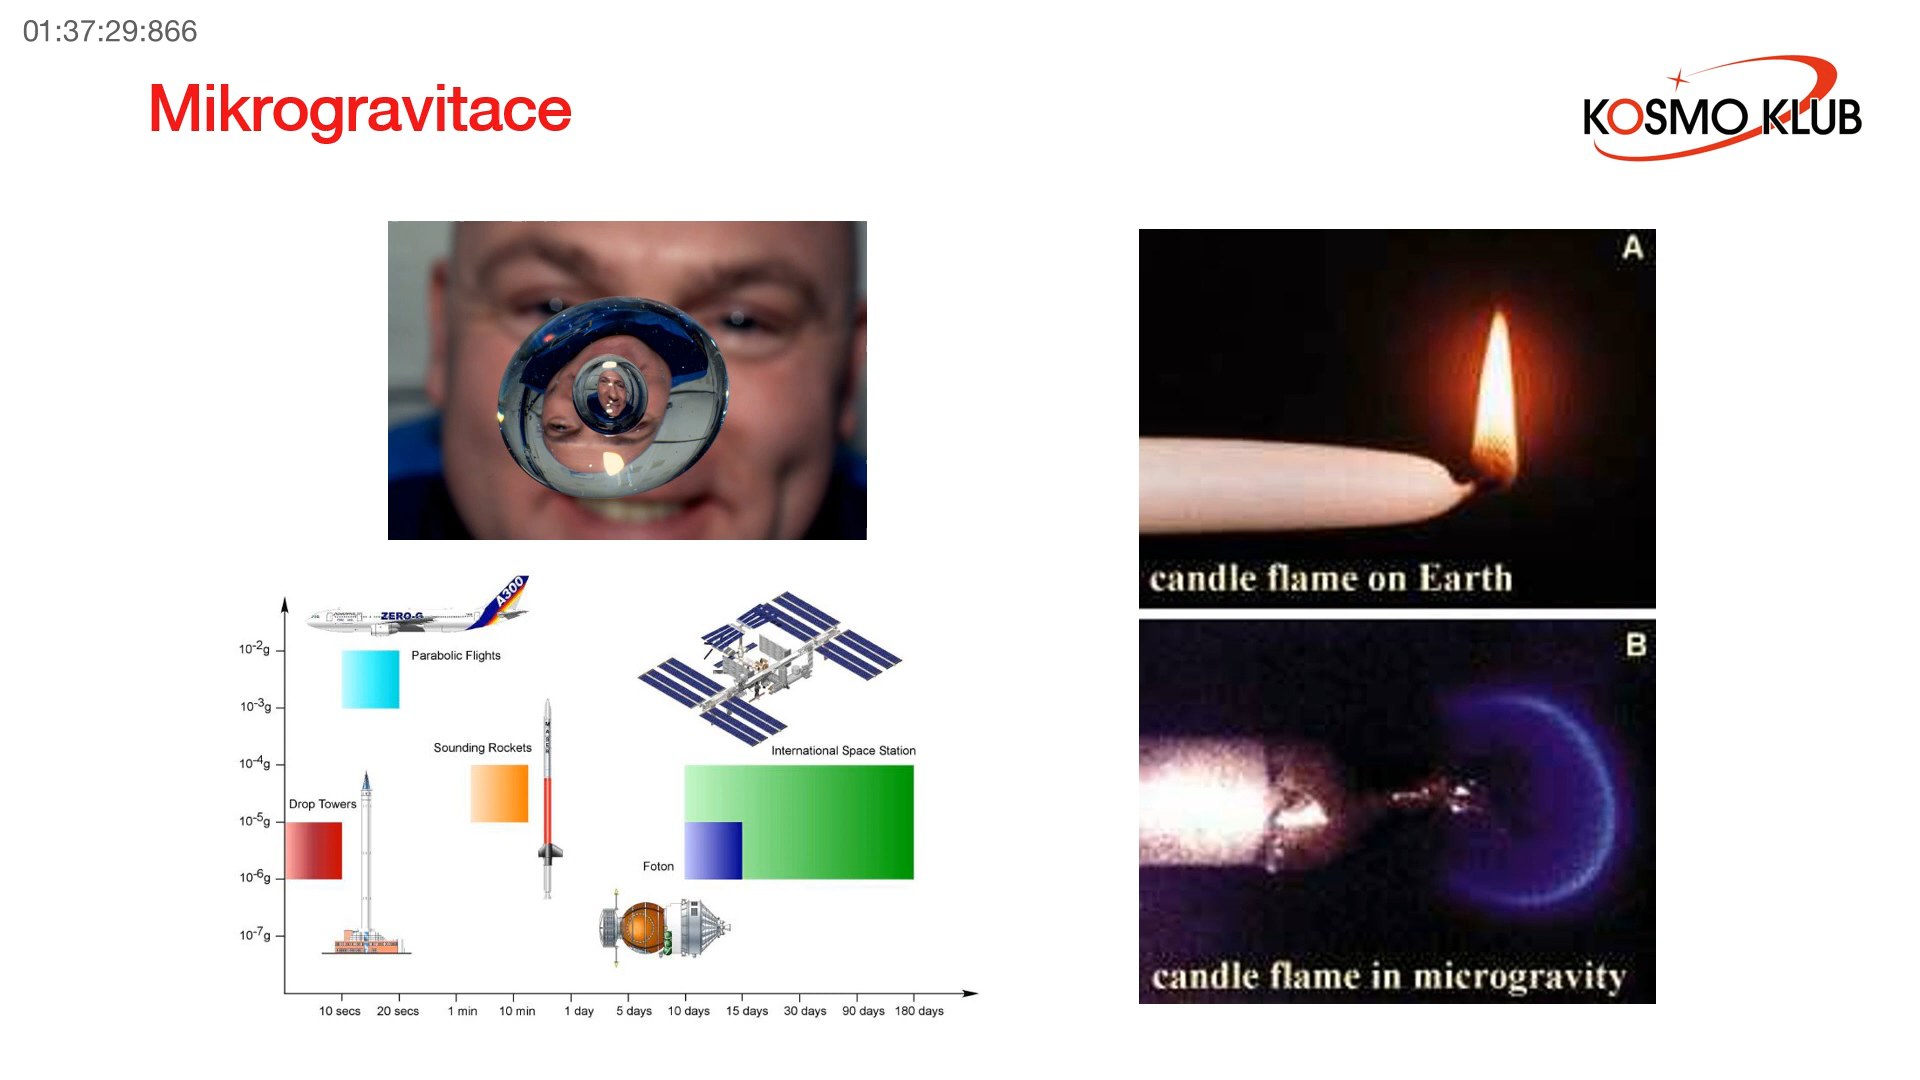 01:37:29:866
Mikrogravitace
KOSMO KLUB
A
candle flame on Earth
B
candle flame in microgravity
A300
ZERO-G
Parabolic Flights
Sounding Rockets
International Space Station
Drop Towers
Foton
10-2g
10-3g
10-4g
10-5g
10-6g
10-7g
10 secs 20 secs 1 min 10 min 1 day 5 days 10 days 15 days 30 days 90 days 180 days